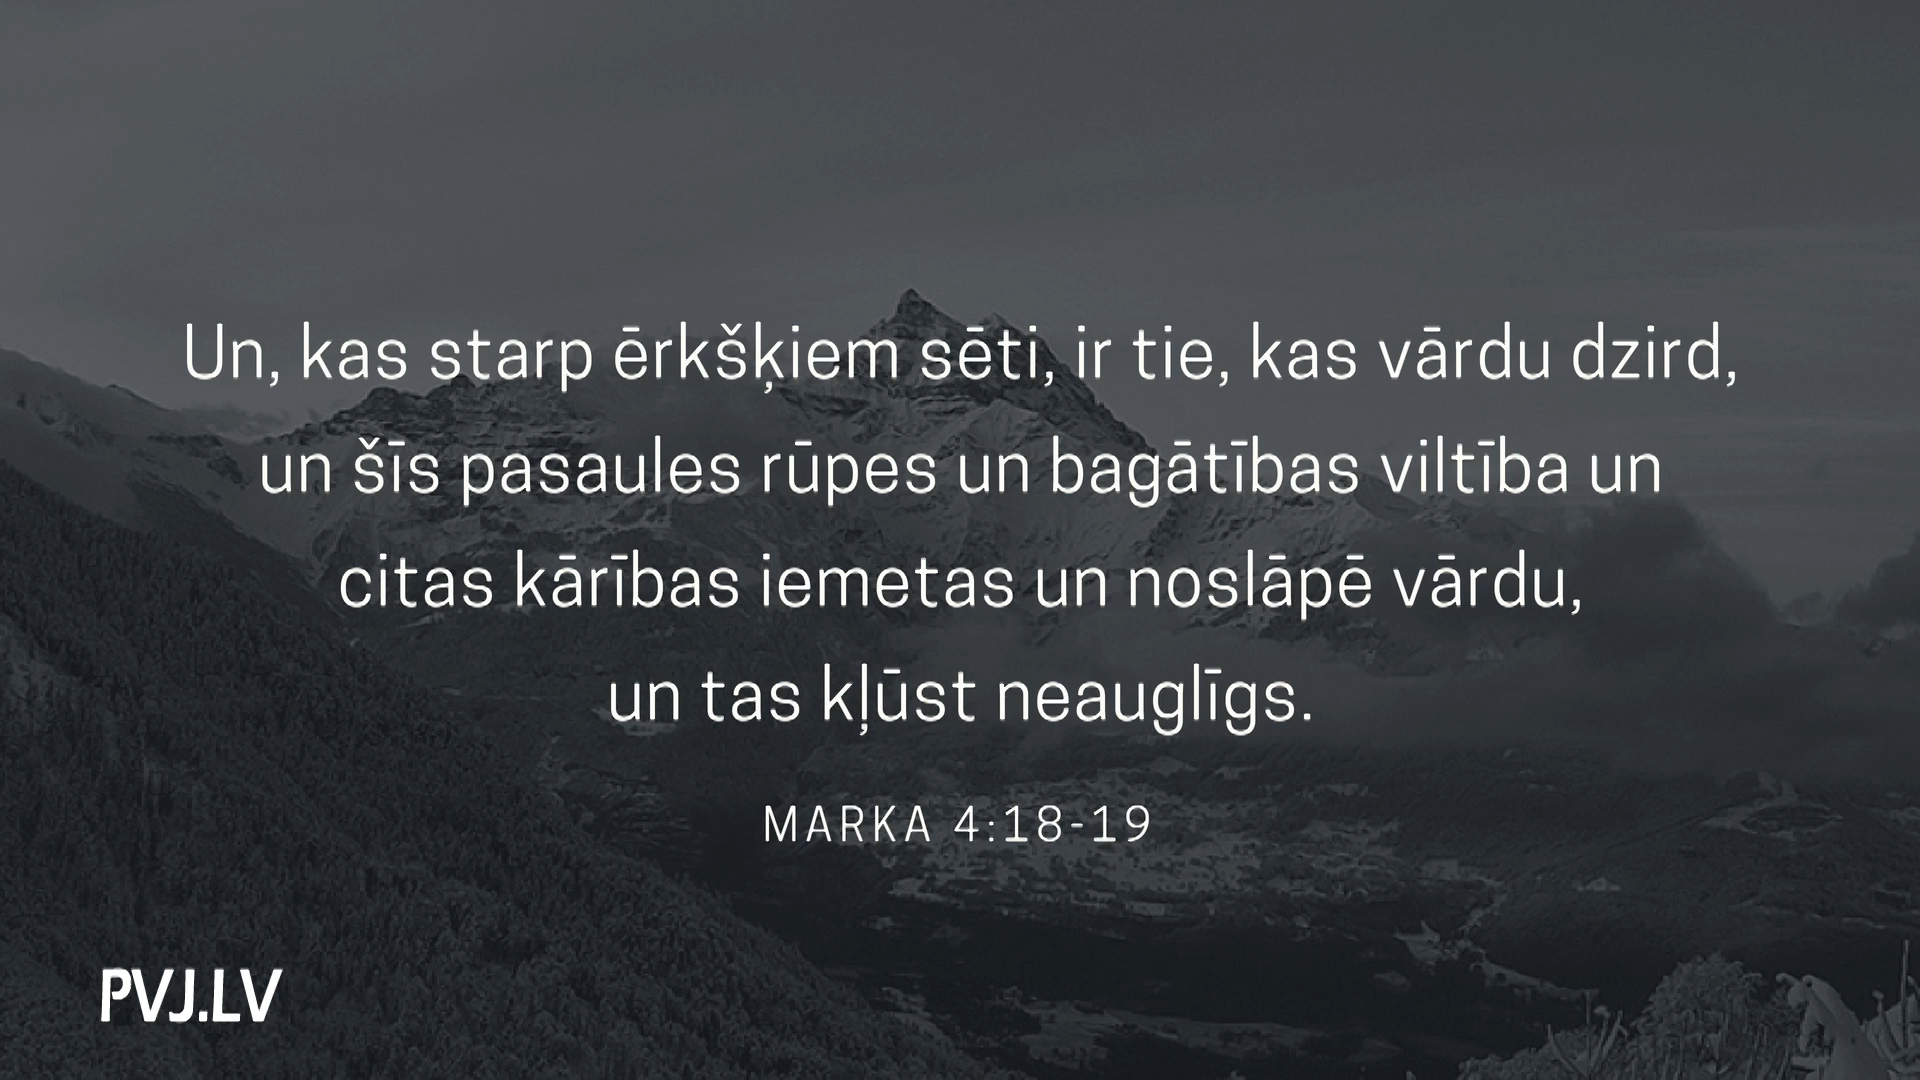 Un, kas starp ērkšķiem sēti, ir tie, kas vārdu dzird,
un šīs pasaules rūpes un bagātības viltība un
citas kārības iemetas un noslāpē vārdu,
un tas kļūst neauglīgs.
MARKA 4:18-19
PVJ.LV